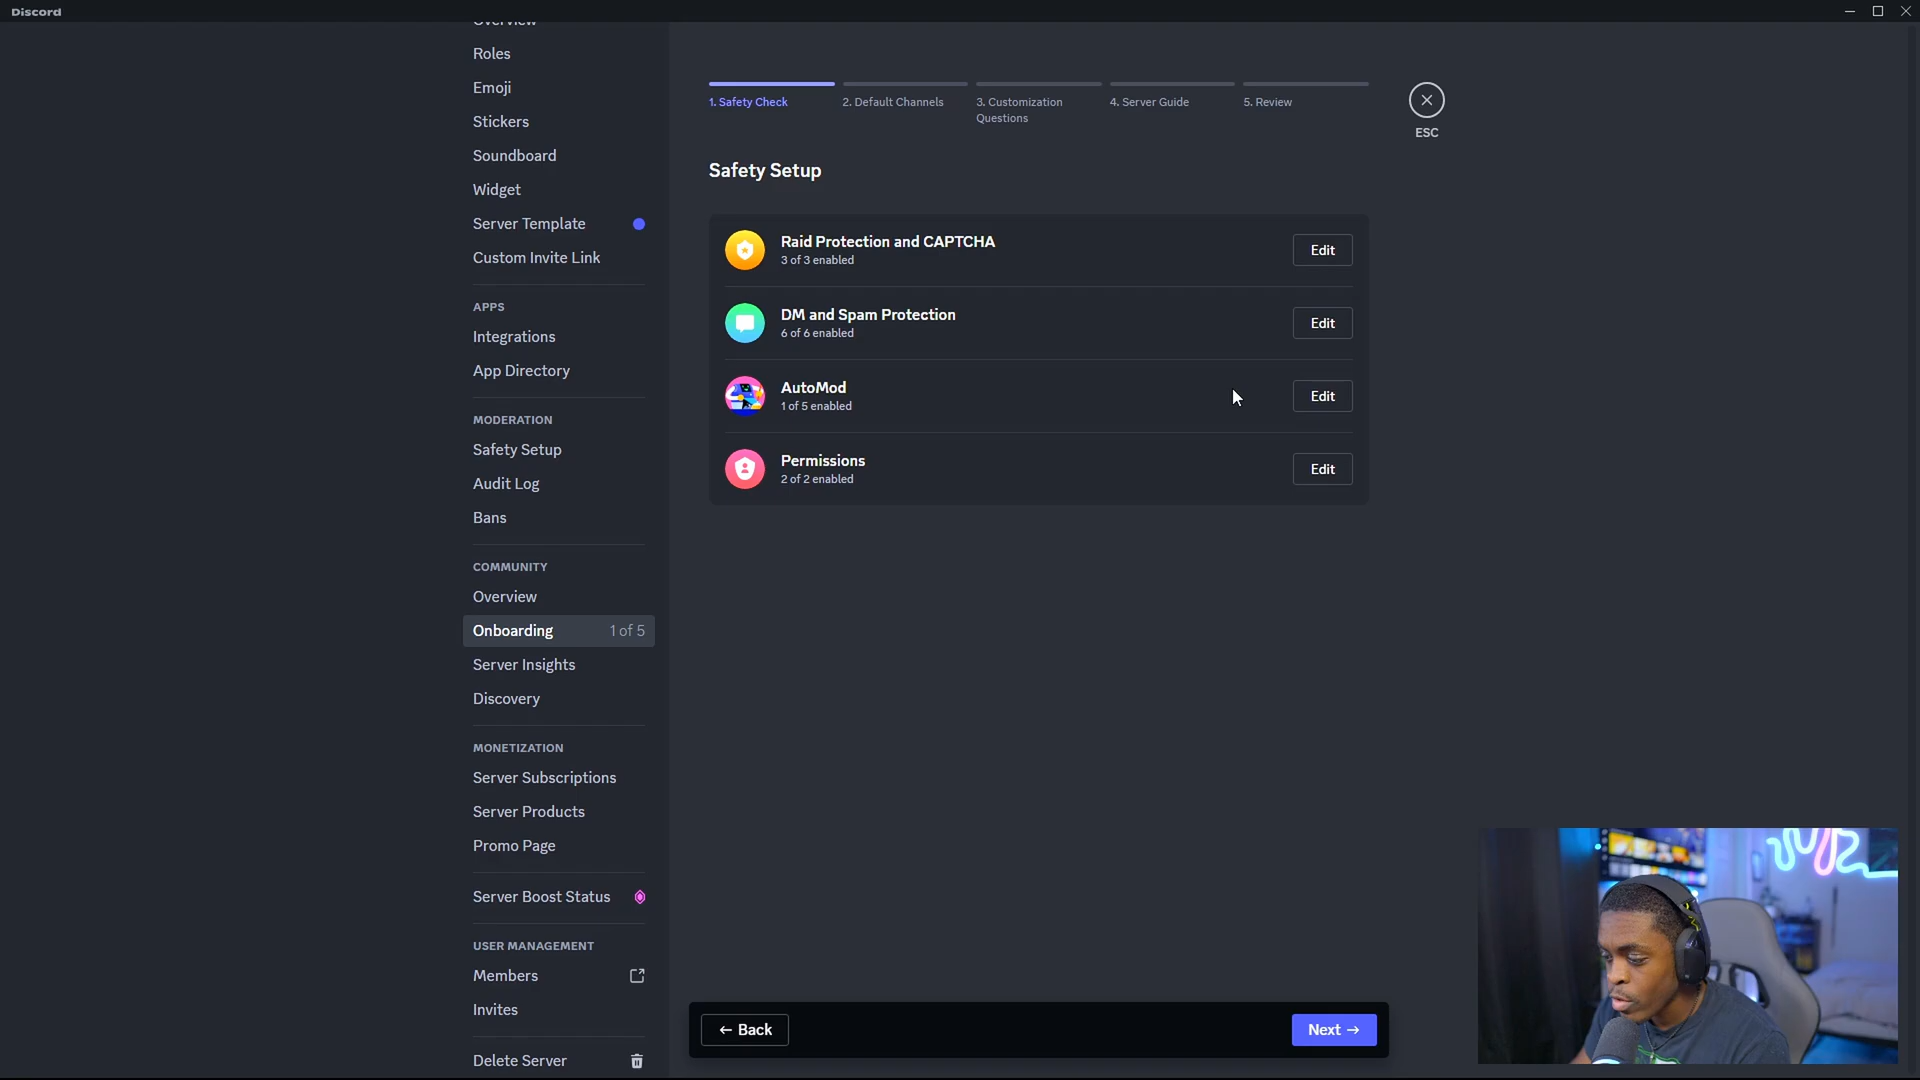 Discord
Overview
Roles
Emoji
Stickers
Soundboard
Widget
Server Template
Custom Invite Link
APPS
Integrations
App Directory
MODERATION
Safety Setup
Audit Log
Bans
COMMUNITY
Overview
Onboarding 1 of 5
Server Insights
Discovery
MONETIZATION
Server Subscriptions
Server Products
Promo Page
Server Boost Status
USER MANAGEMENT
Members
Invites
Delete Server
1. Safety Check
2. Default Channels
3. Customization
Questions
4. Server Guide
5. Review
ESC
Safety Setup
Raid Protection and CAPTCHA
3 of 3 enabled
Edit
DM and Spam Protection
6 of 6 enabled
Edit
AutoMod
1 of 5 enabled
Edit
Permissions
2 of 2 enabled
Edit
← Back
Next →